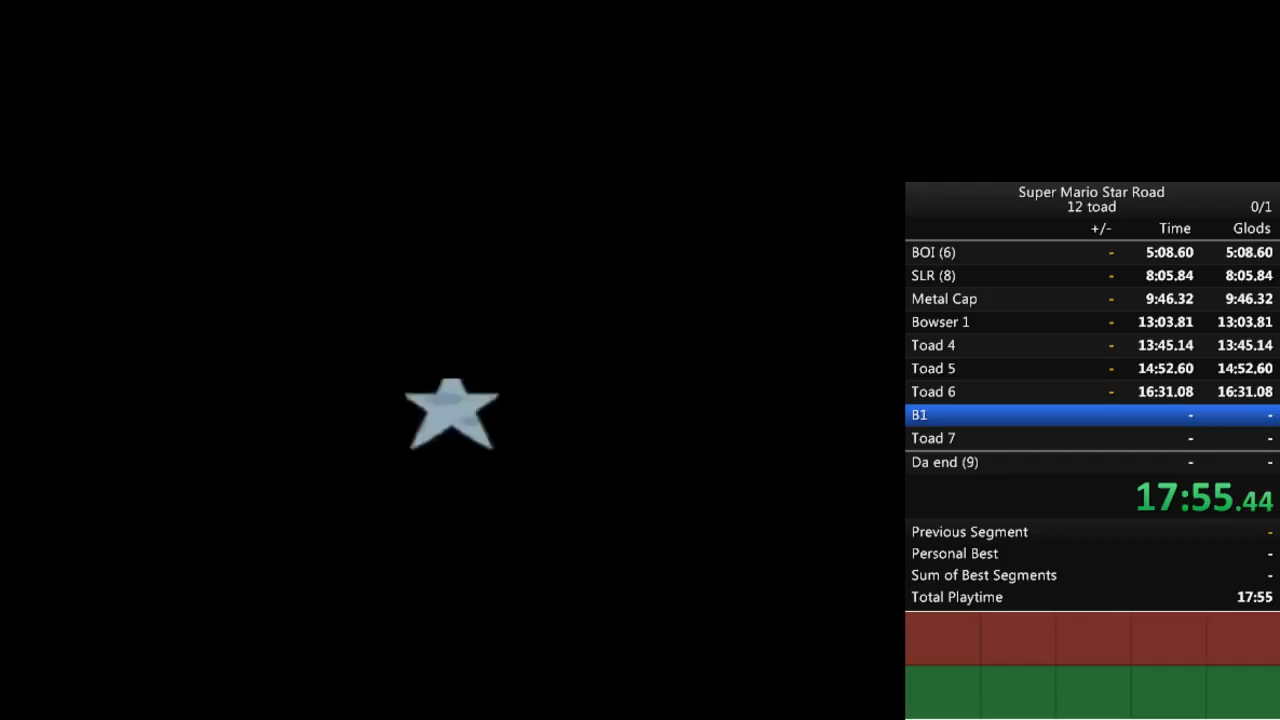 Super Mario Star Road
12 toad 0/1
+/- Time Glods
BOI (6) - 5:08.60 5:08.60
SLR (8) - 8:05.84 8:05.84
Metal Cap - 9:46.32 9:46.32
Bowser 1 - 13:03.81 13:03.81
Toad 4 - 13:45.14 13:45.14
Toad 5 - 14:52.60 14:52.60
Toad 6 - 16:31.08 16:31.08
B1 - -
Toad 7 - -
Da end (9) - -
17:55.44
Previous Segment -
Personal Best -
Sum of Best Segments -
Total Playtime 17:55